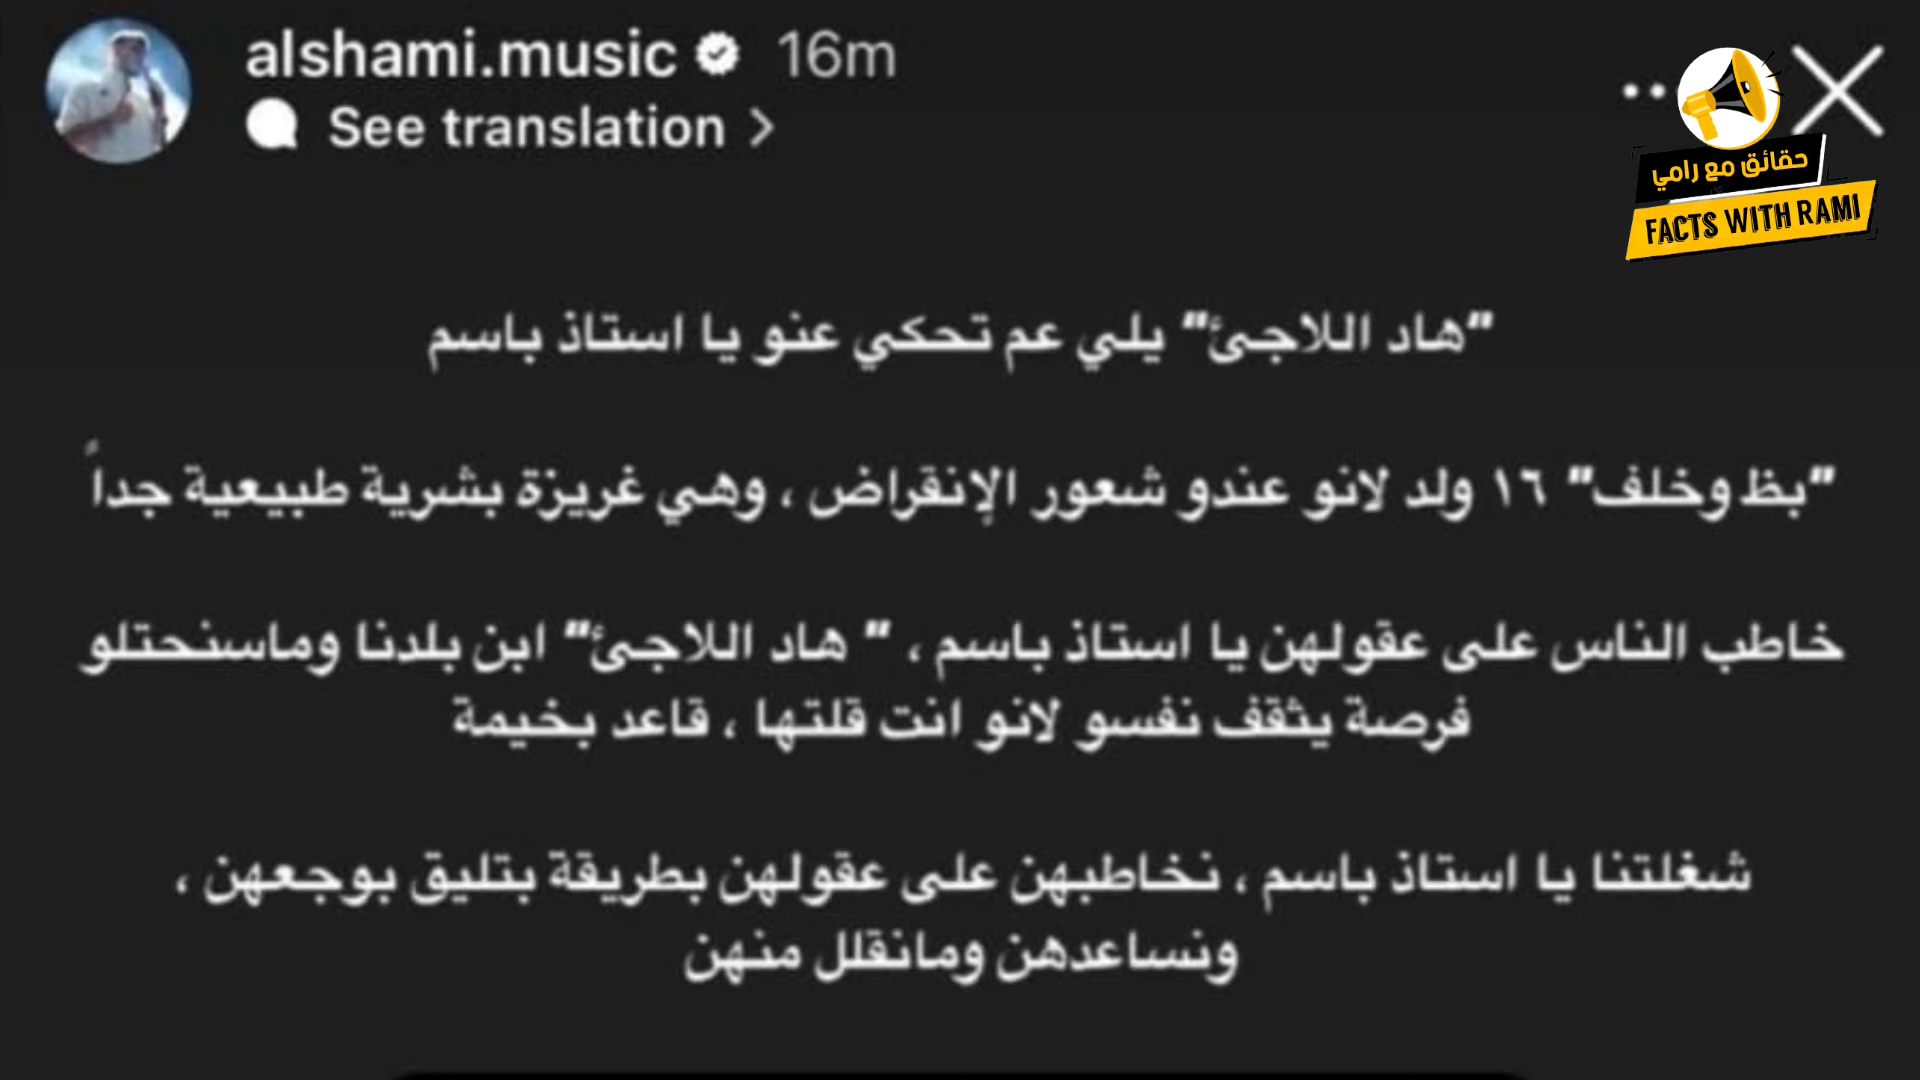 alshami.music 16m
See translation >
حقائق مع رامي
FACTS WITH RAMI
"هاد اللاجئ" يلي عم تحكي عنو يا استاذ باسم
"بظ وخلف" ١٦ ولد لانو عندو شعور الإنقراض ، وهي غريزة بشرية طبيعية جداً
خاطب الناس على عقولهن يا استاذ باسم ، " هاد اللاجئ" ابن بلدنا وماسنحتلو
فرصة يثقف نفسو لانو انت قلتها ، قاعد بخيمة
شغلتنا يا استاذ باسم ، نخاطبهن على عقولهن بطريقة بتليق بوجعهن ،
ونساعدهن ومانقلل منهن